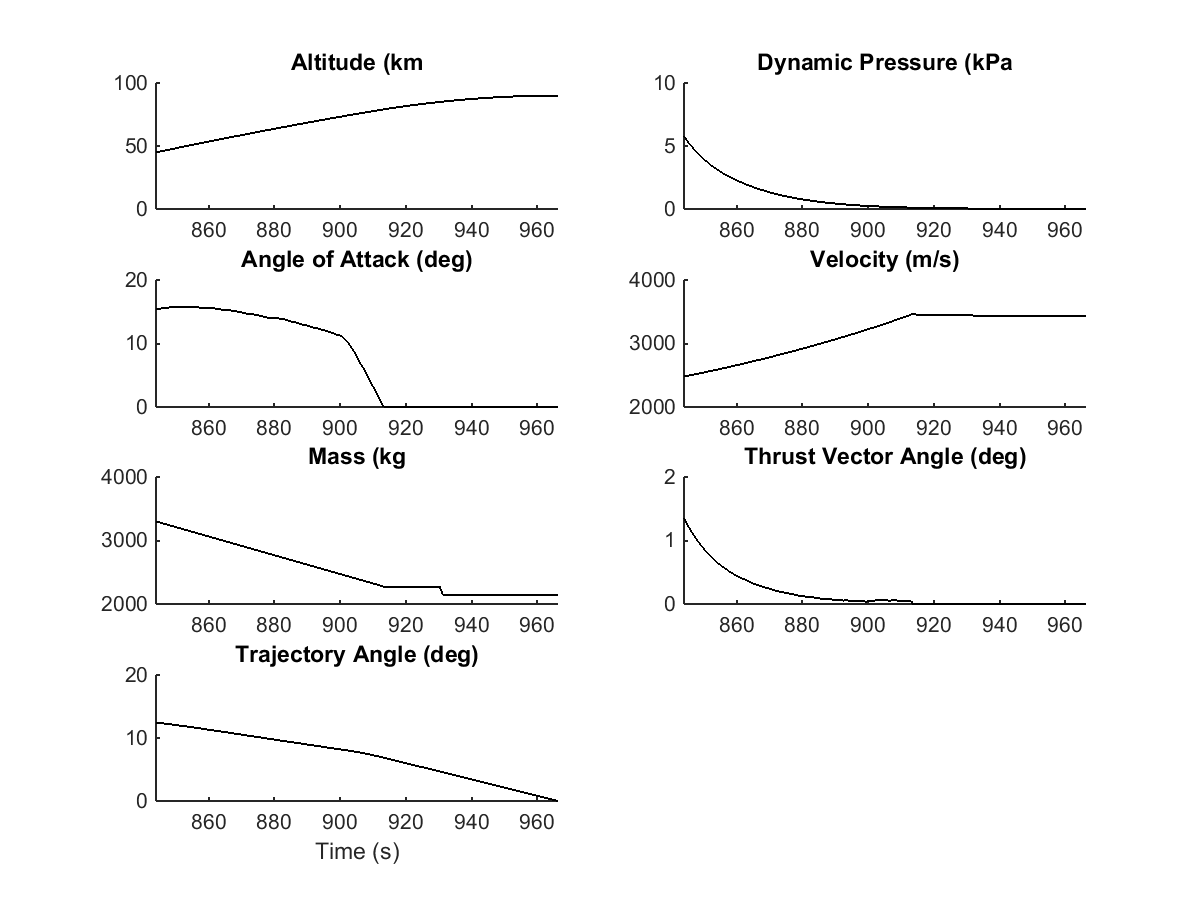 Altitude (km
100
50
0
860 880 900 920 940 960
Dynamic Pressure (kPa
10
5
0
860 880 900 920 940 960
Angle of Attack (deg)
20
10
0
860 880 900 920 940 960
Velocity (m/s)
4000
3000
2000
860 880 900 920 940 960
Mass (kg
4000
3000
2000
860 880 900 920 940 960
Thrust Vector Angle (deg)
2
1
0
860 880 900 920 940 960
Trajectory Angle (deg)
20
10
0
860 880 900 920 940 960
Time (s)